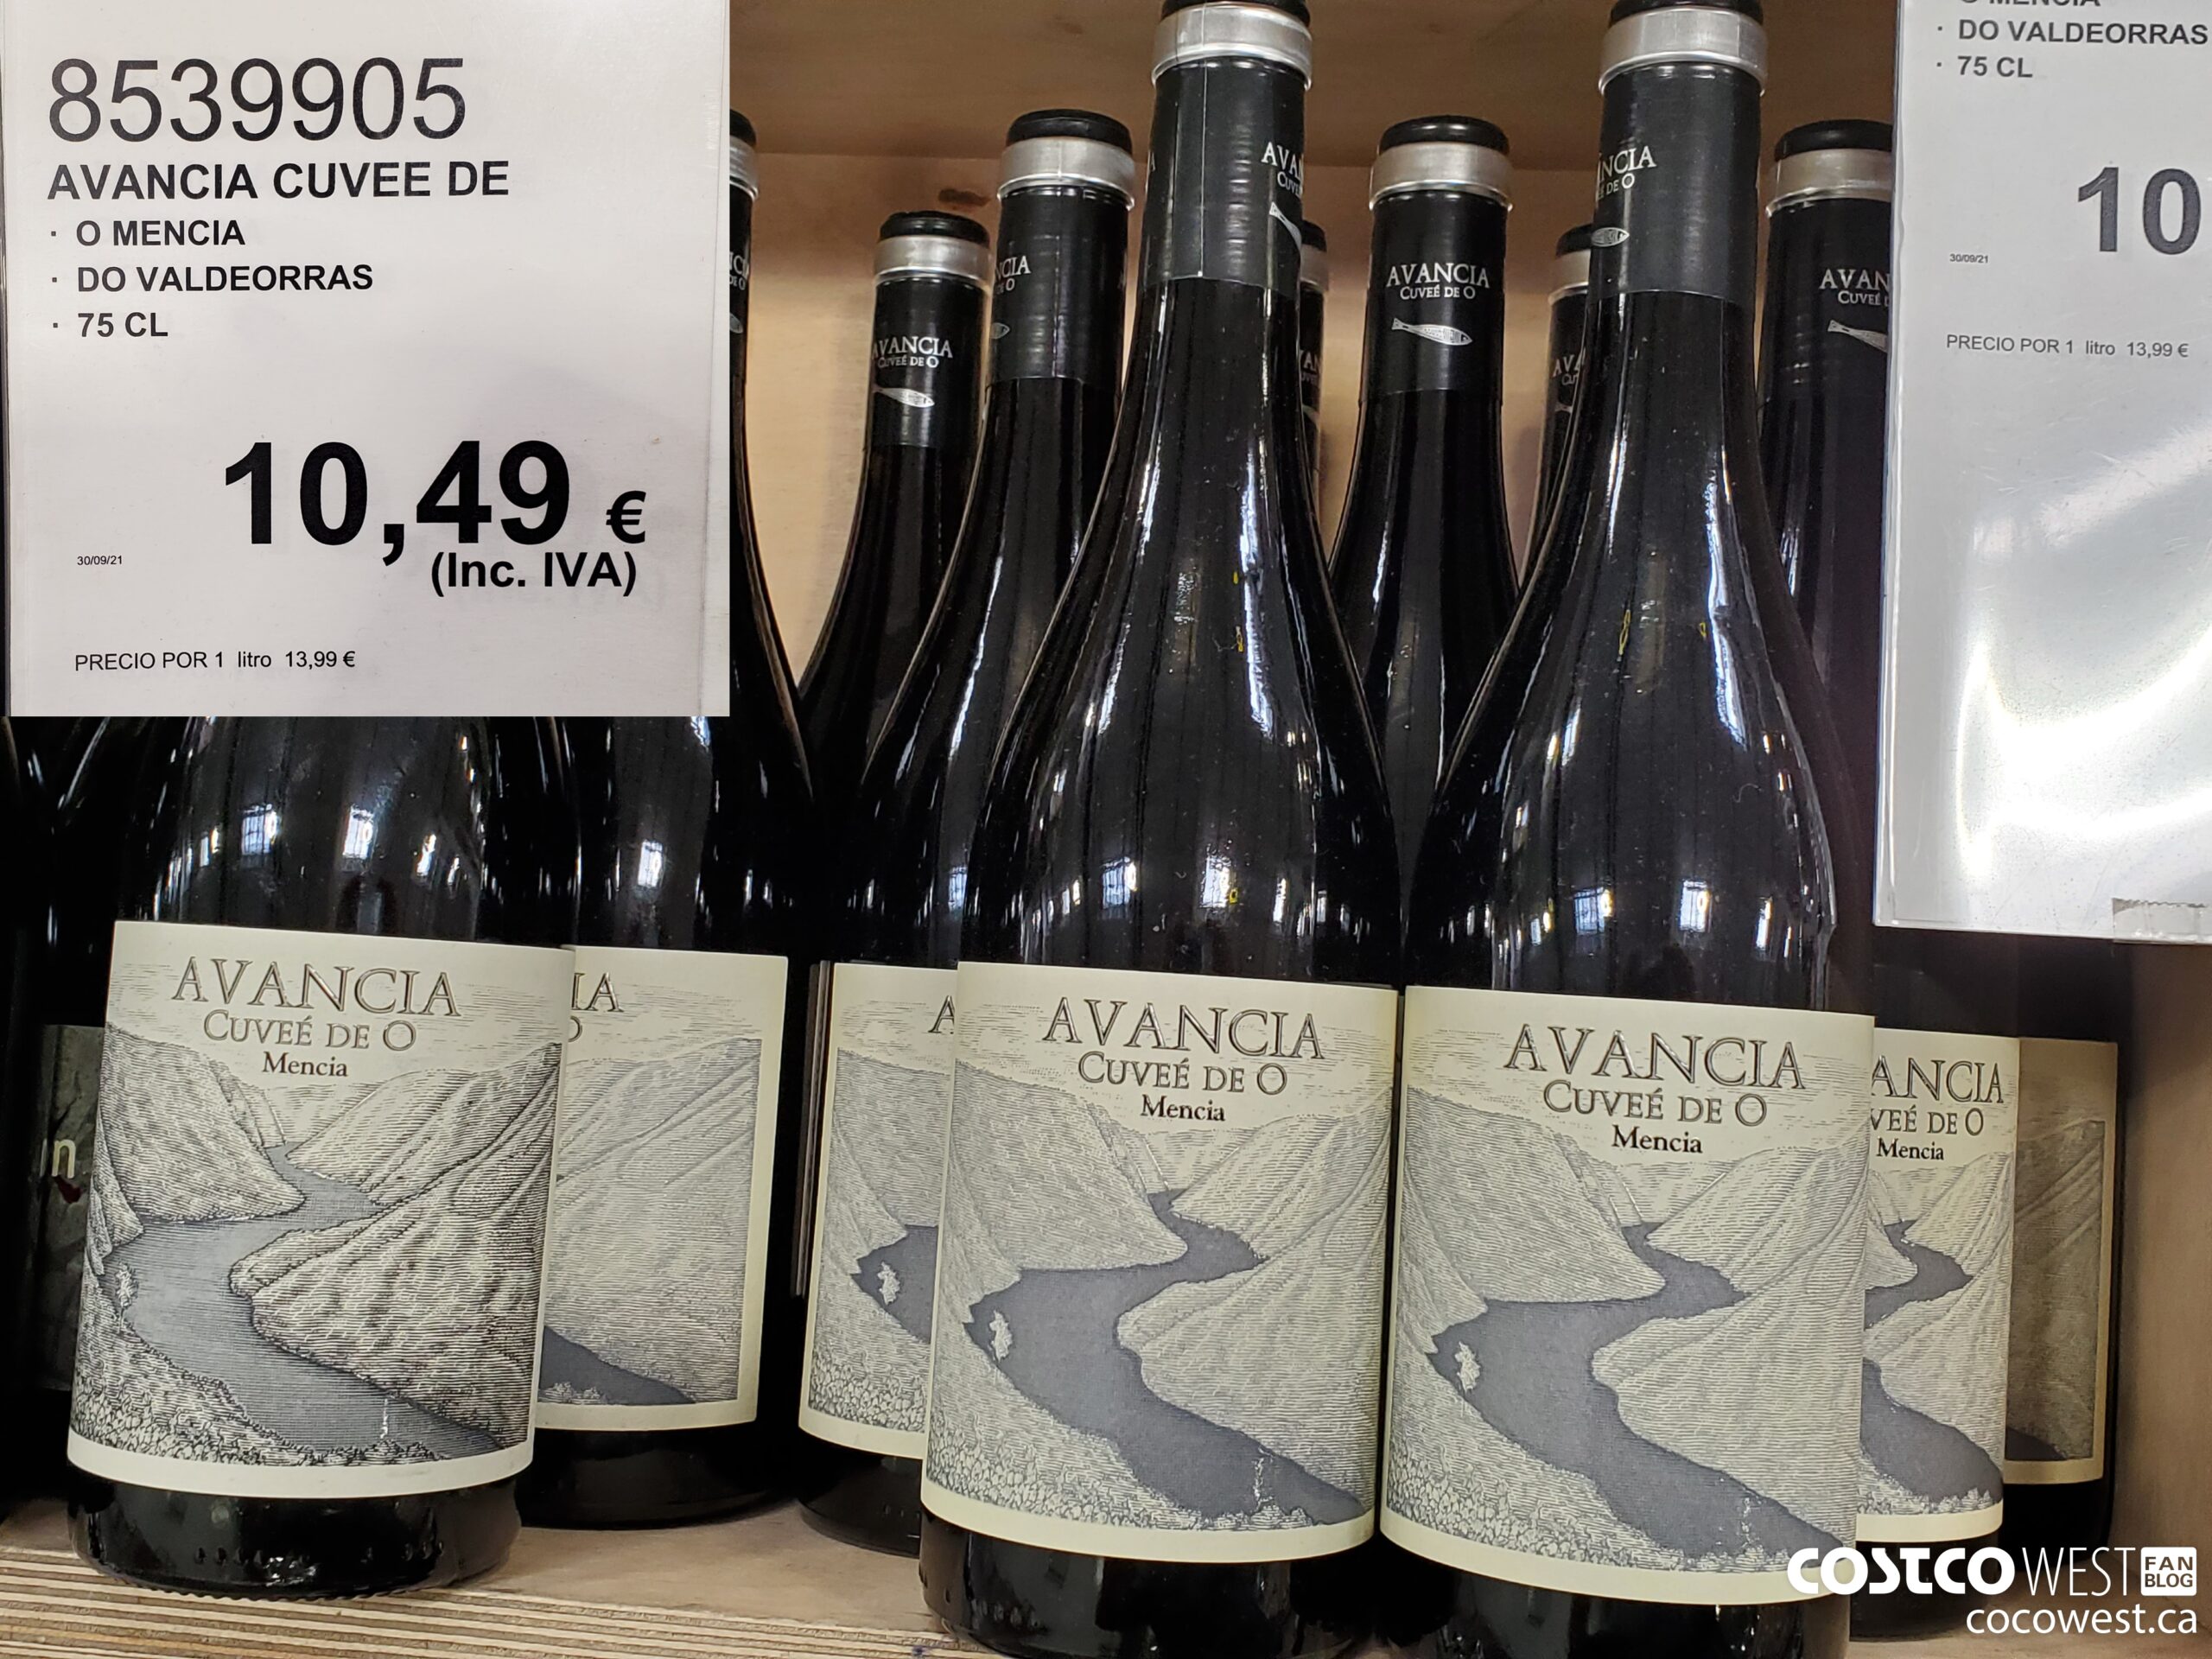 8539905
AVANCIA CUVEE DE
· O MENCIA
· DO VALDEORRAS
· 75 CL
10,49 €
(Inc. IVA)
30/09/21
PRECIO POR 1 litro 13,99 €
O MENCIA
· DO VALDEORRAS
· 75 CL
10
30/09/21
PRECIO POR 1 litro 13,99 €
AVANCIA
CUVEÉ DE O
AVANCIA
CUVEÉ DE O
AVANCIA
CUVEÉ DE O
Mencia
AVANCIA
CUVEÉ DE O
Mencia
AVANCIA
CUVEÉ DE O
Mencia
ANCIA
VEÉ DE O
Mencia
COSTCO WEST FAN BLOG
cocowest.ca